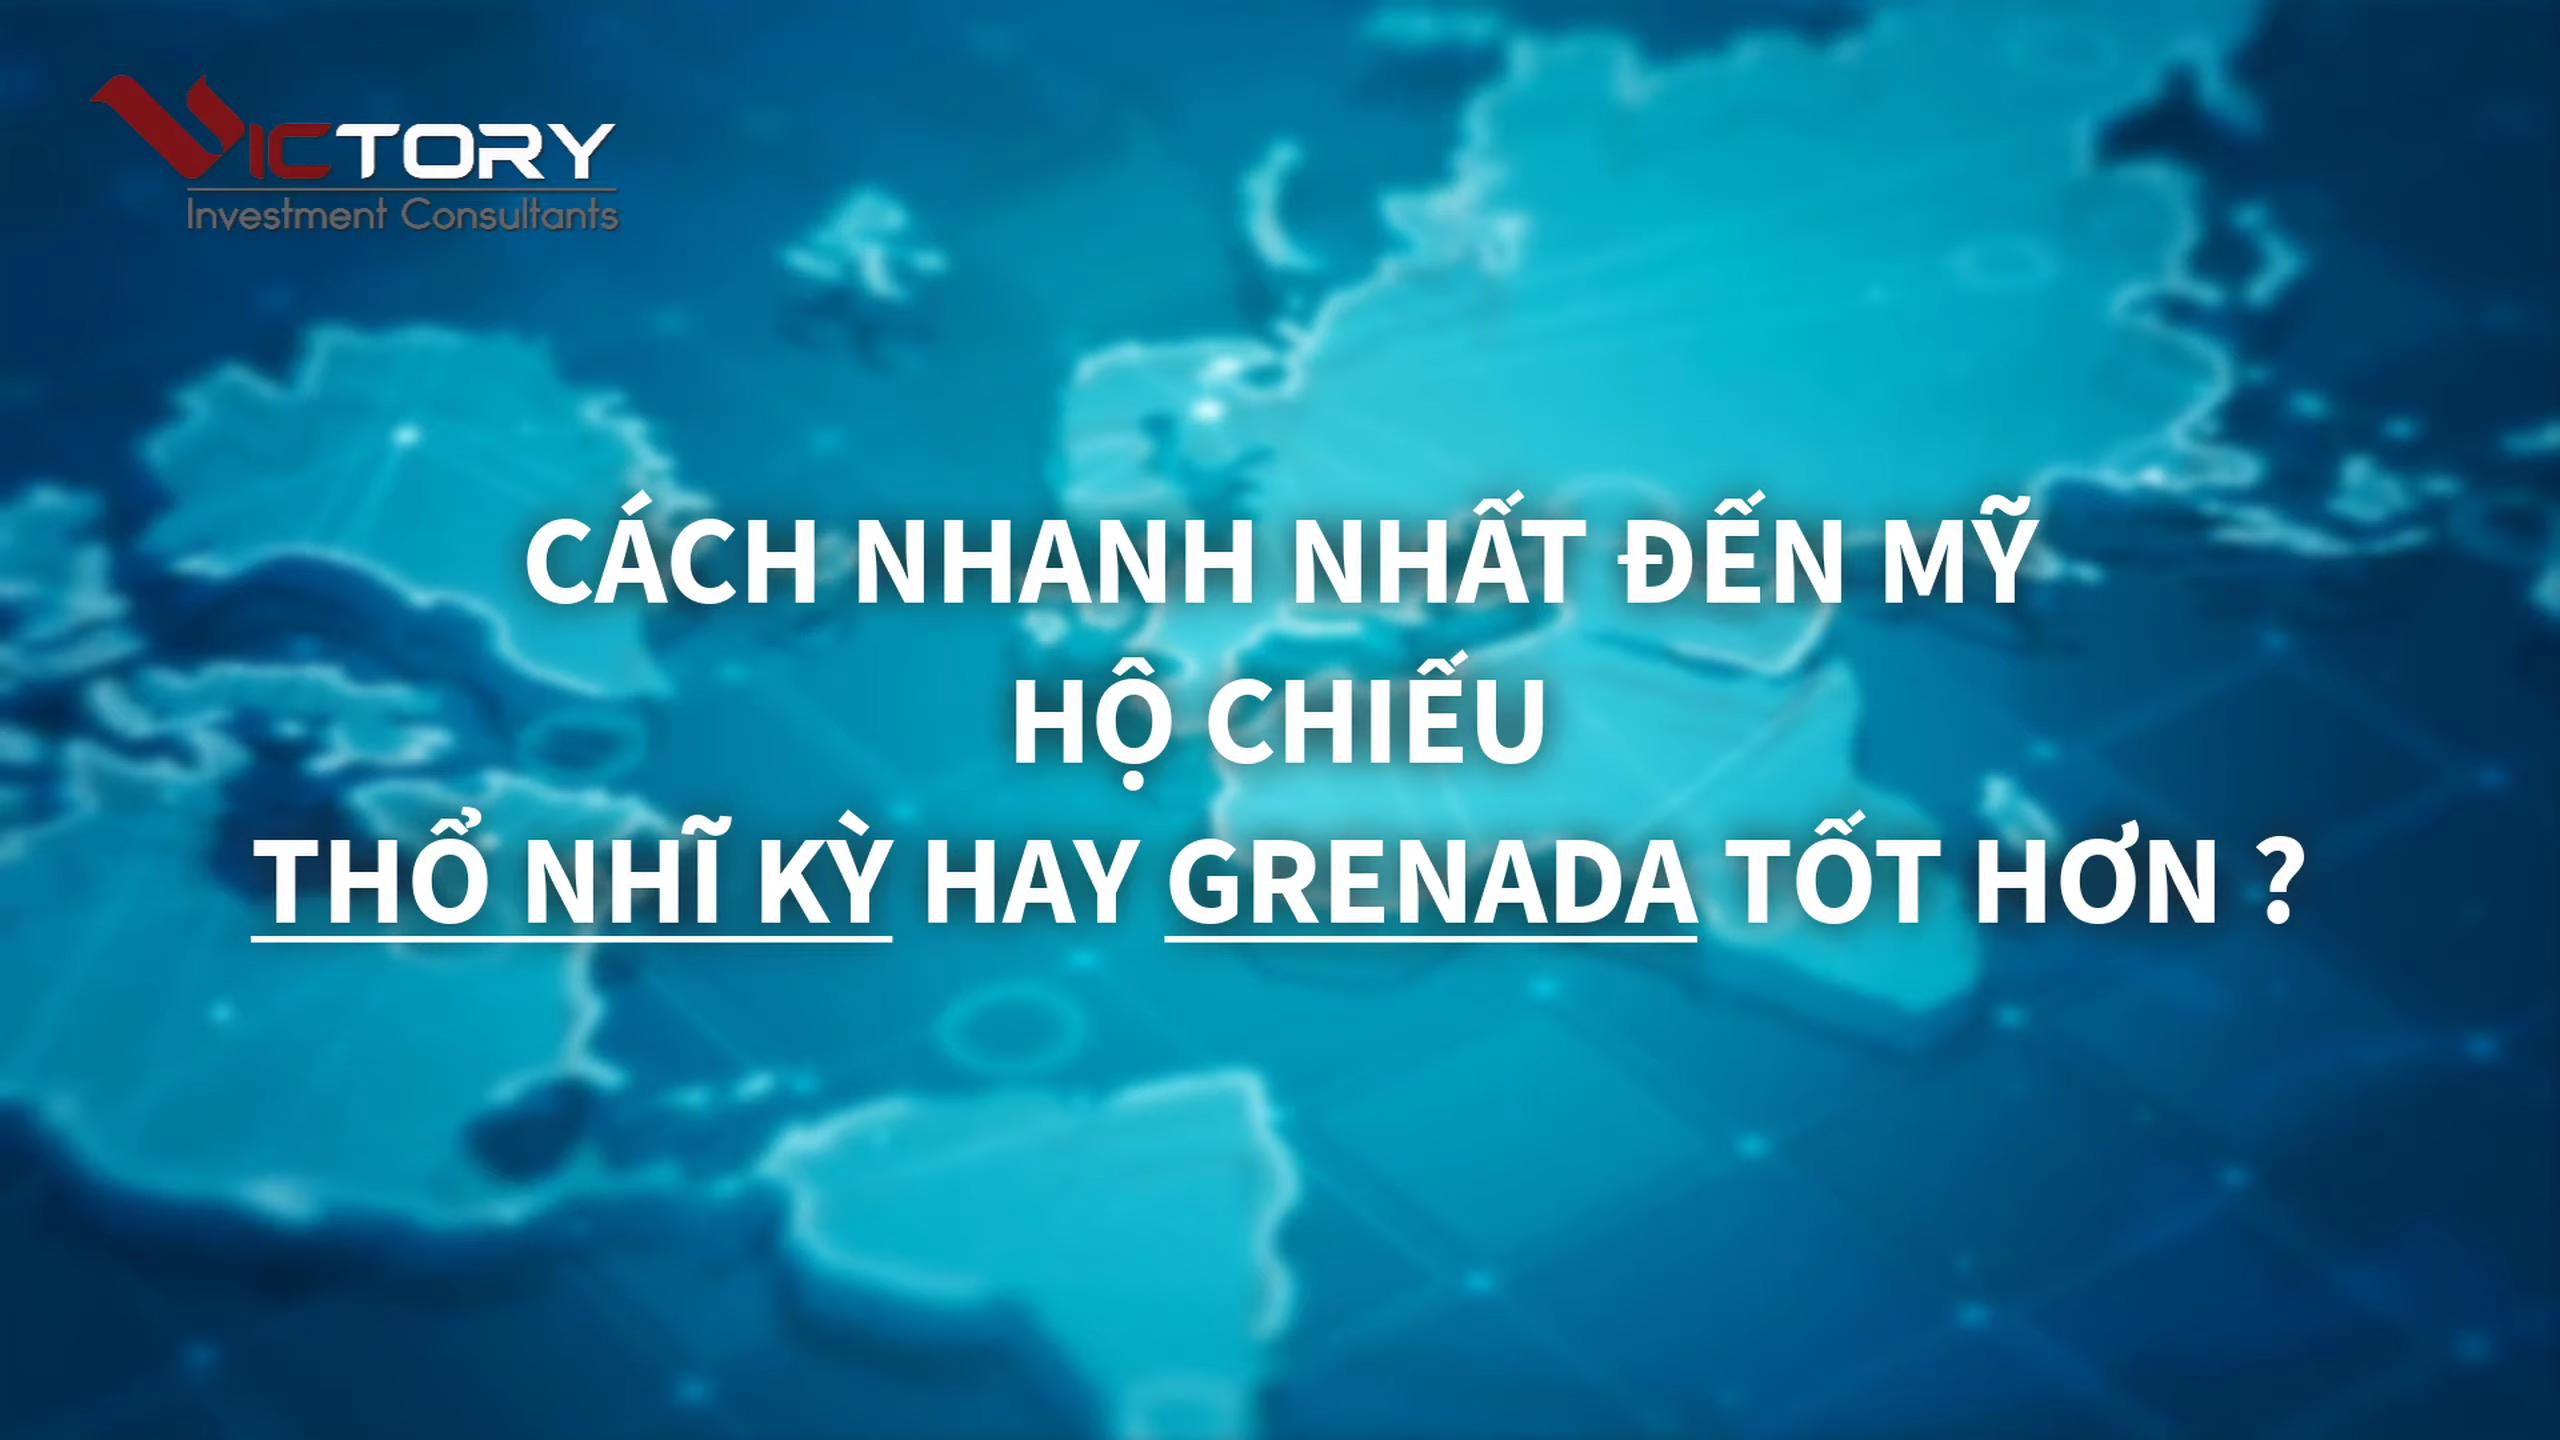 VICTORY
Investment Consultants
CÁCH NHANH NHẤT ĐẾN MỸ
HỘ CHIẾU
THỔ NHĨ KỲ HAY GRENADA TỐT HƠN ?